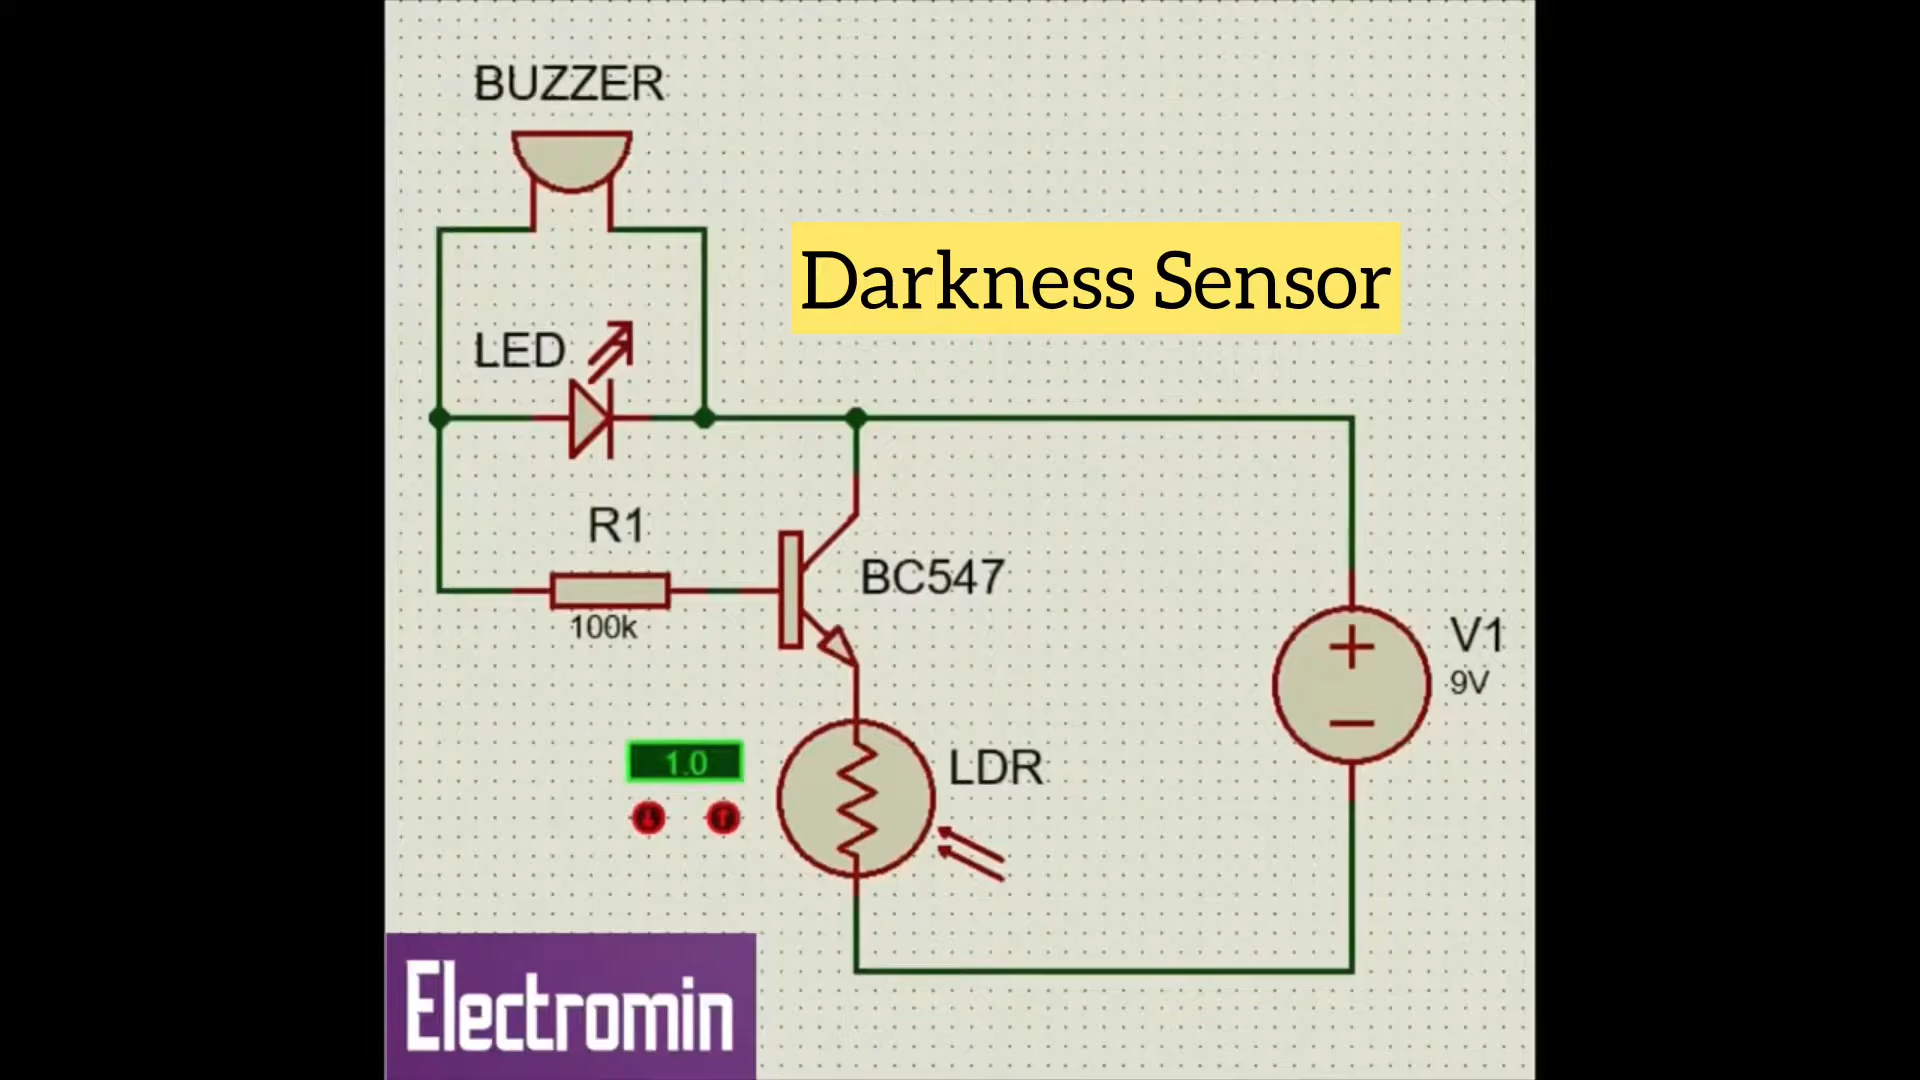 BUZZER
Darkness Sensor
LED
R1
100k
BC547
V1
9V
1.0
LDR
Electromin